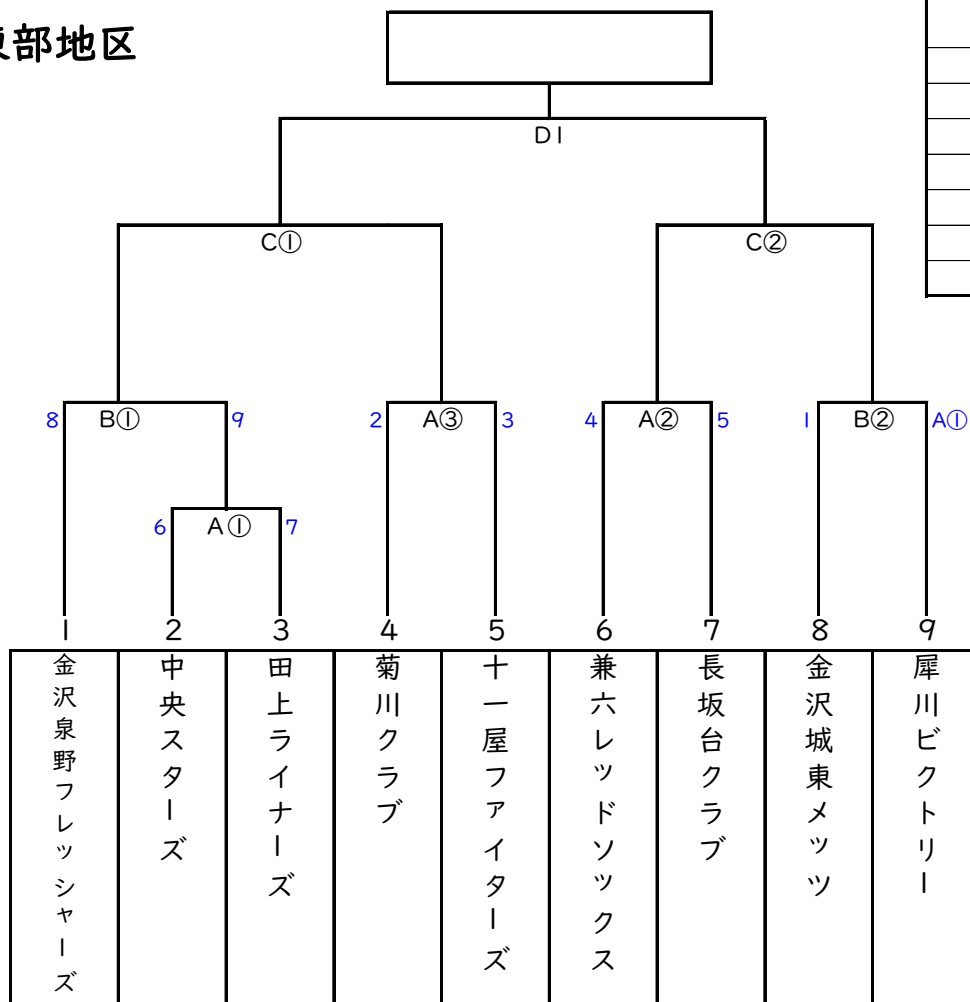 部地区
D1
C①
C②
8 B① 9
2 A③ 3
4 A② 5
1 B② A①
6 A① 7
1 2 3 4 5 6 7 8 9
金沢泉野フレッシャーズ
中央スターズ
田上ライナーズ
菊川クラブ
十一屋ファイターズ
兼六レッドソックス
長坂台クラブ
金沢城東メッツ
犀川ビクトリー